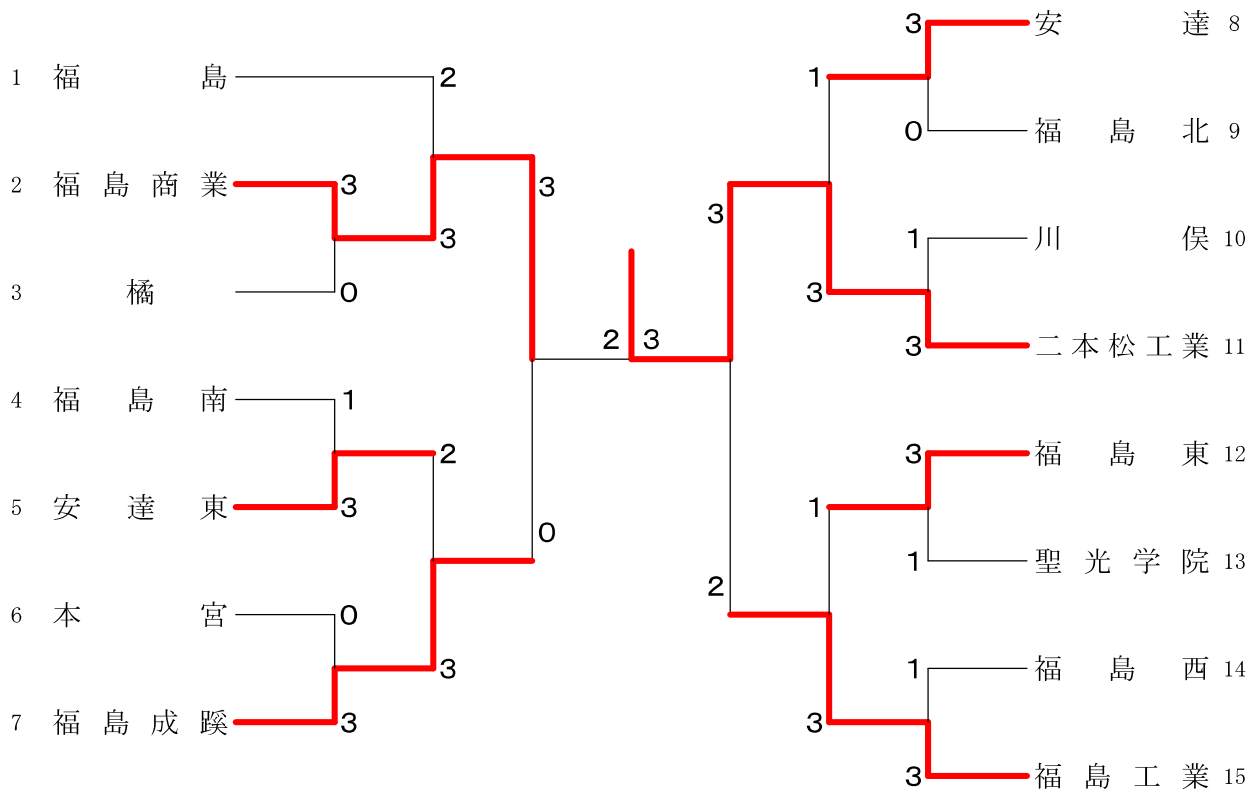 1 福島
2
2 福島商業
3
3
3 橘
0
3
4 福島南
1
2
5 安達東
3
0
6 本宮
0
3
7 福島成蹊
3
2 3
安達 8
3
1
福島北 9
0
3
川俣 10
1
3
二本松工業 11
3
福島東 12
3
1
聖光学院 13
1
2
福島西 14
1
3
福島工業 15
3